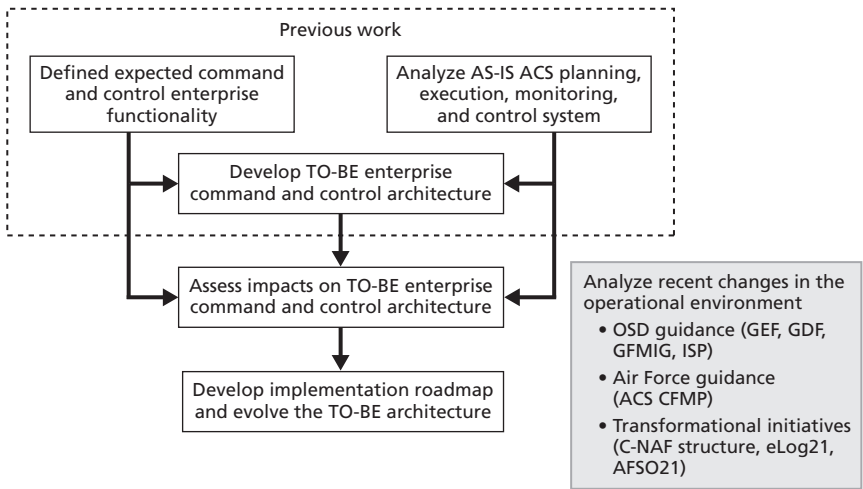 Previous work
Defined expected command
and control enterprise
functionality
Analyze AS-IS ACS planning,
execution, monitoring,
and control system
Develop TO-BE enterprise
command and control architecture
Assess impacts on TO-BE enterprise
command and control architecture
Develop implementation roadmap
and evolve the TO-BE architecture
Analyze recent changes in the
operational environment
• OSD guidance (GEF, GDF,
GFMIG, ISP)
• Air Force guidance
(ACS CFMP)
• Transformational initiatives
(C-NAF structure, eLog21,
AFSO21)